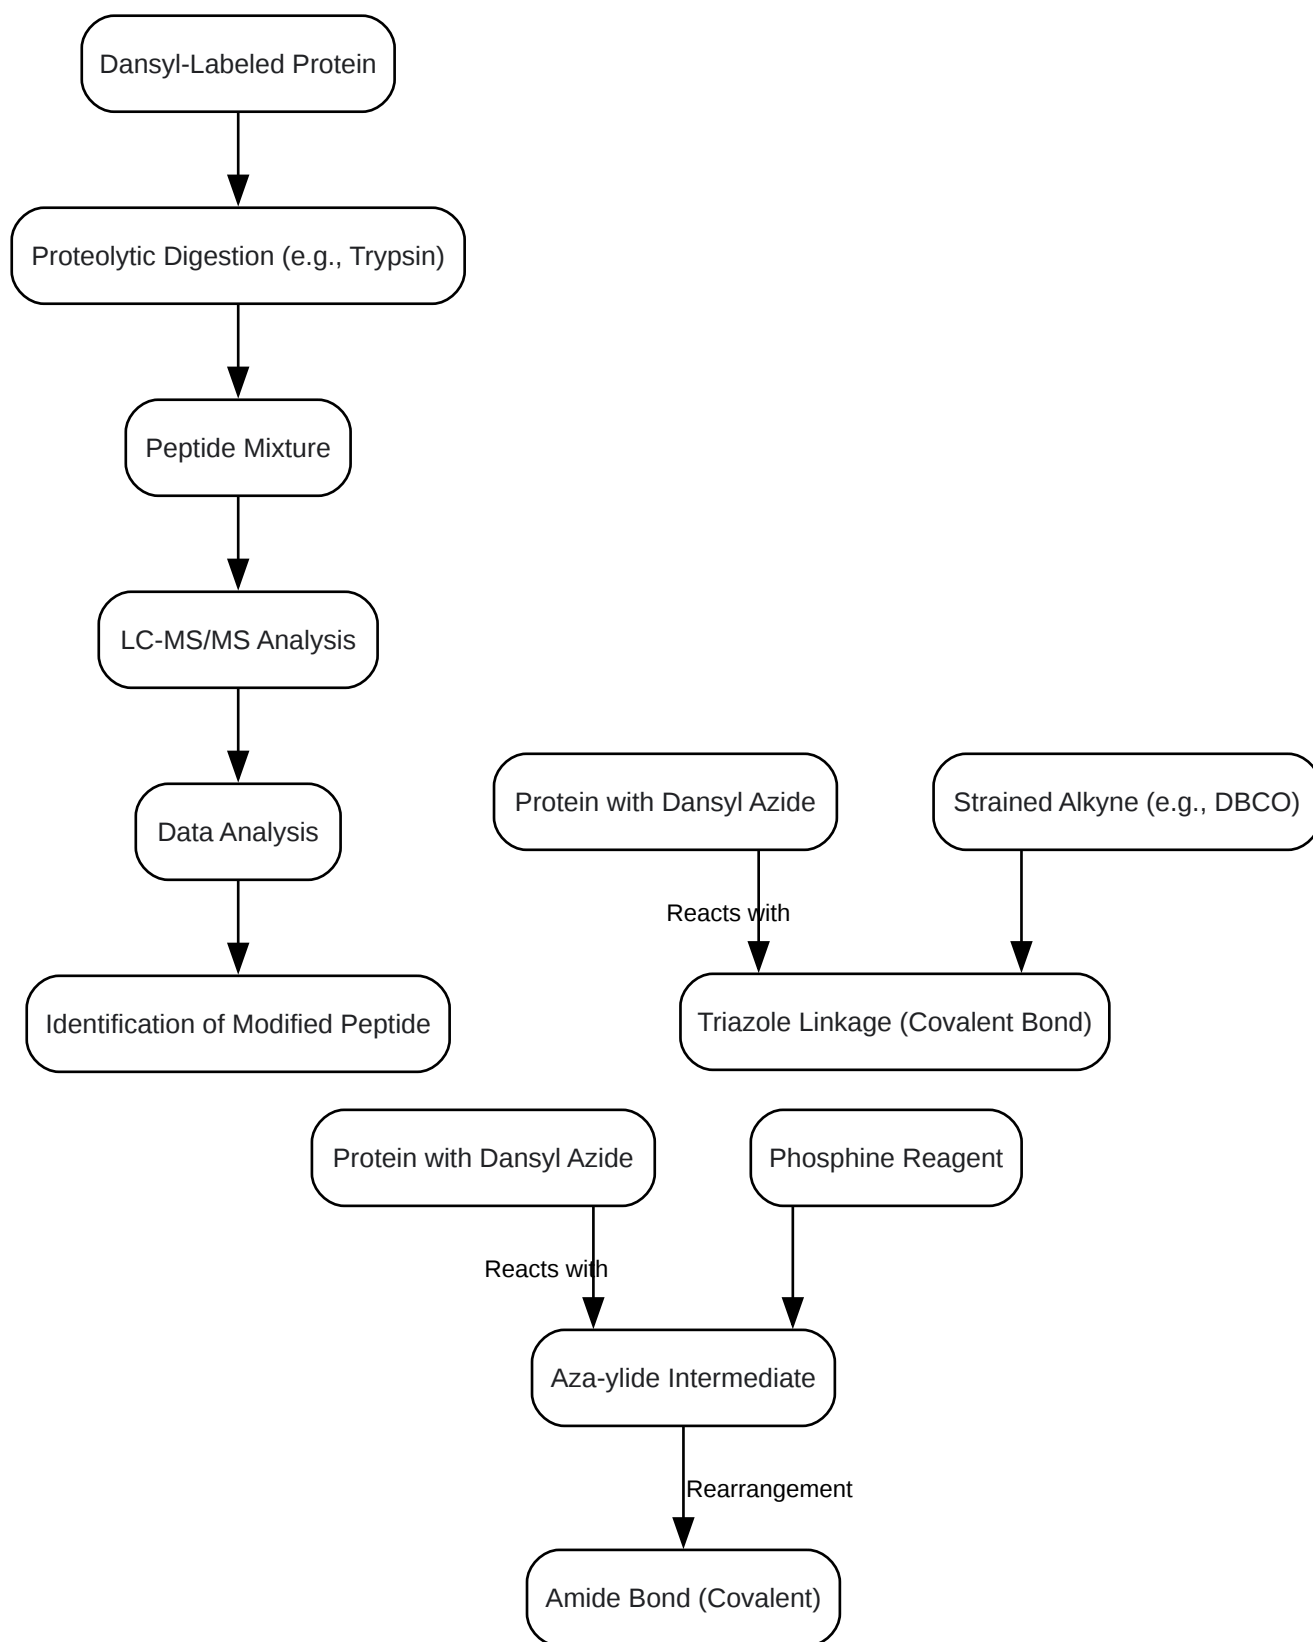 Dansyl-Labeled Protein
Proteolytic Digestion (e.g., Trypsin)
Peptide Mixture
LC-MS/MS Analysis
Data Analysis
Identification of Modified Peptide
Protein with Dansyl Azide
Strained Alkyne (e.g., DBCO)
Reacts with
Triazole Linkage (Covalent Bond)
Protein with Dansyl Azide
Phosphine Reagent
Reacts with
Aza-ylide Intermediate
Rearrangement
Amide Bond (Covalent)